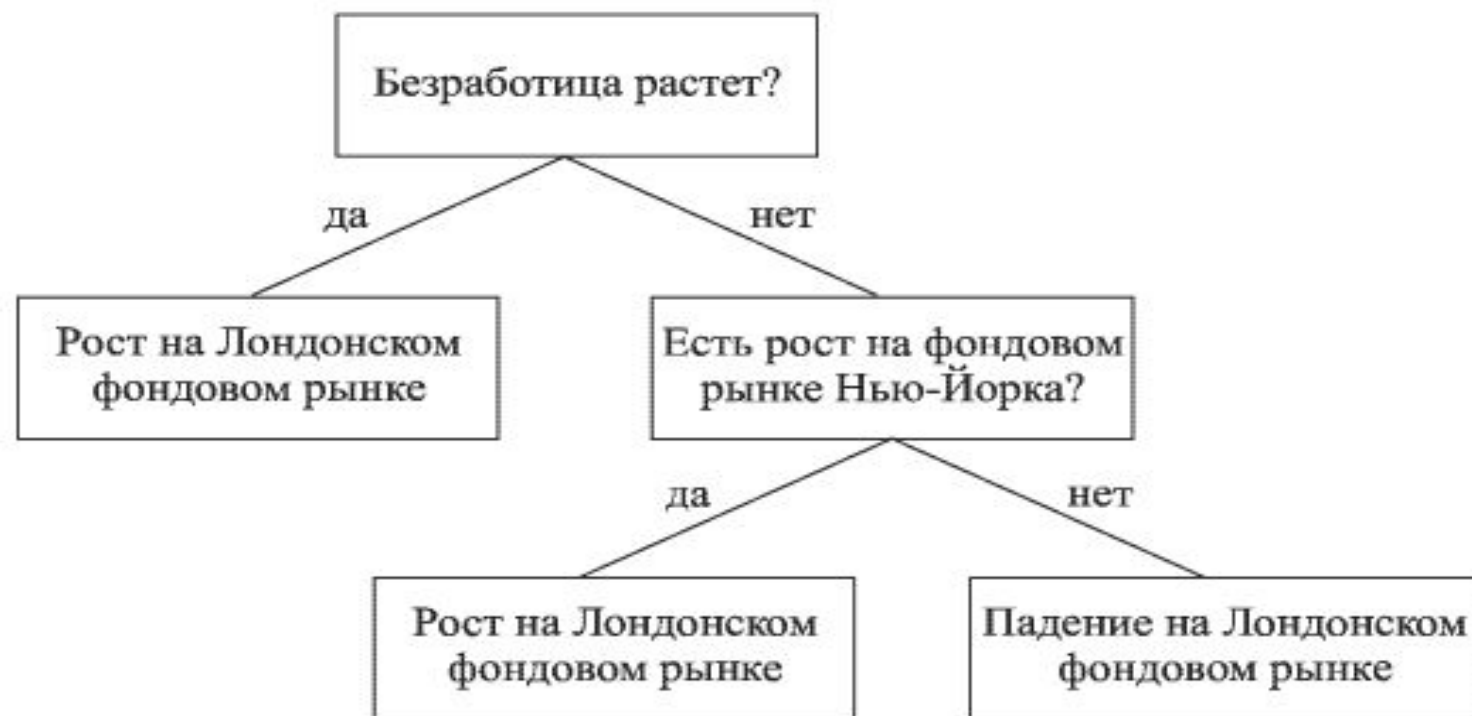 Безработица растет?
да
нет
Рост на Лондонском
фондовом рынке
Есть рост на фондовом
рынке Нью-Йорка?
да
нет
Рост на Лондонском
фондовом рынке
Падение на Лондонском
фондовом рынке